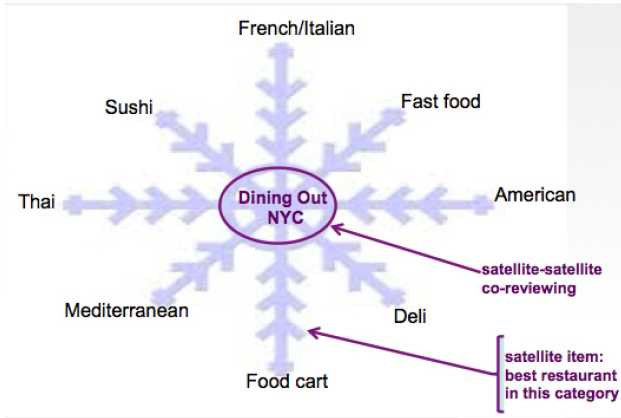 French/Italian
Sushi
Fast food
Thai
Dining Out
NYC
American
satellite-satellite
co-reviewing
Mediterranean
Deli
satellite item:
best restaurant
in this category
Food cart